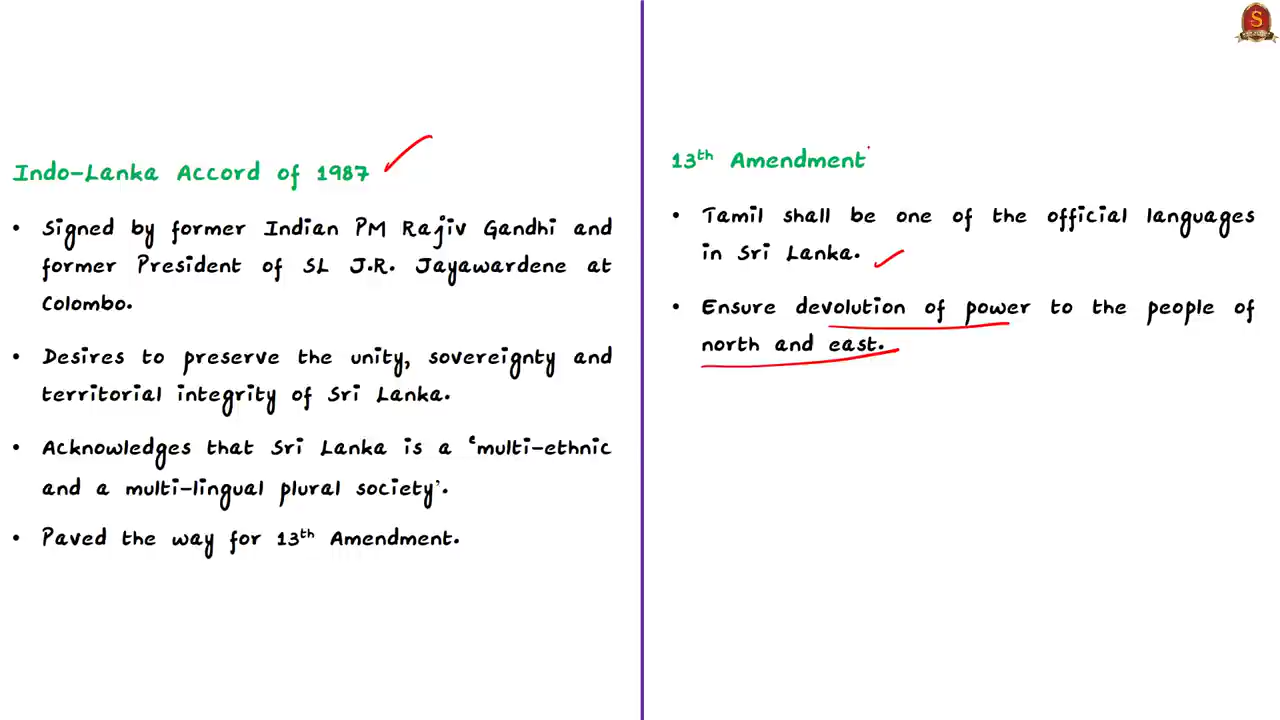 Indo-Lanka Accord of 1987
• Signed by former Indian PM Rajiv Gandhi and
former President of SL J.R. Jayawardene at
Colombo.
• Desires to preserve the unity, sovereignty and
territorial integrity of Sri Lanka.
• Acknowledges that Sri Lanka is a ‘multi-ethnic
and a multi-lingual plural society’.
• Paved the way for 13th Amendment.
13th Amendment
• Tamil shall be one of the official languages
in Sri Lanka.
• Ensure devolution of power to the people of
north and east.
S